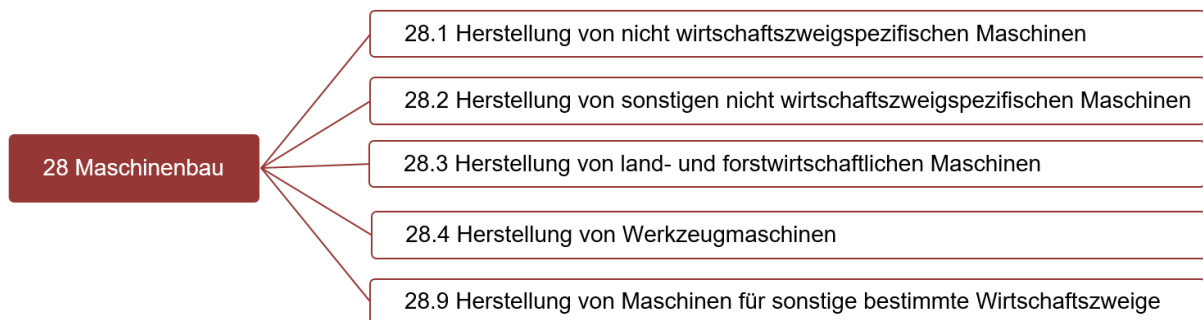 28 Maschinenbau
28.1 Herstellung von nicht wirtschaftszweigspezifischen Maschinen
28.2 Herstellung von sonstigen nicht wirtschaftszweigspezifischen Maschinen
28.3 Herstellung von land- und forstwirtschaftlichen Maschinen
28.4 Herstellung von Werkzeugmaschinen
28.9 Herstellung von Maschinen für sonstige bestimmte Wirtschaftszweige